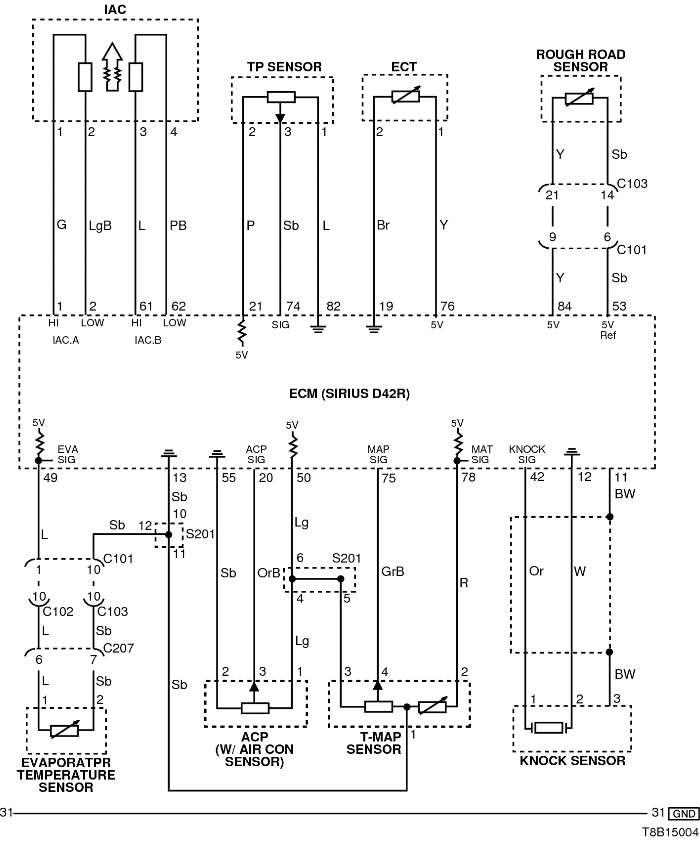 IAC
TP SENSOR
ECT
ROUGH ROAD
SENSOR
1 2 3 4
2 3 1
2 1
Y Sb
C103
21 14
G LgB L PB
P Sb L
Br Y
9 6
C101
Y Sb
1 2 61 62 21 74 82 19 76 84 53
HI LOW HI LOW
SIG
5V
5V
5V
Ref
IAC.A IAC.B
5V
ECM (SIRIUS D42R)
5V
EVA
SIG
ACP
SIG
5V
MAP
SIG
5V
MAT
SIG
KNOCK
SIG
49 13 55 20 50 75 78 42 12 11
Sb
BW
10
Sb 12
S201
11
L
Lg
6
S201
4 5
C101
1 10
Sb OrB
GrB
R
Or W
10 10
C102 C103
L Sb
C207
6 7
Lg
L Sb
Sb
BW
1 2
2 3 1
3 4 2
1 2 3
1
EVAPORATPR
TEMPERATURE
SENSOR
ACP
(W/ AIR CON
SENSOR)
T-MAP
SENSOR
KNOCK SENSOR
31 31 GND
T8B15004